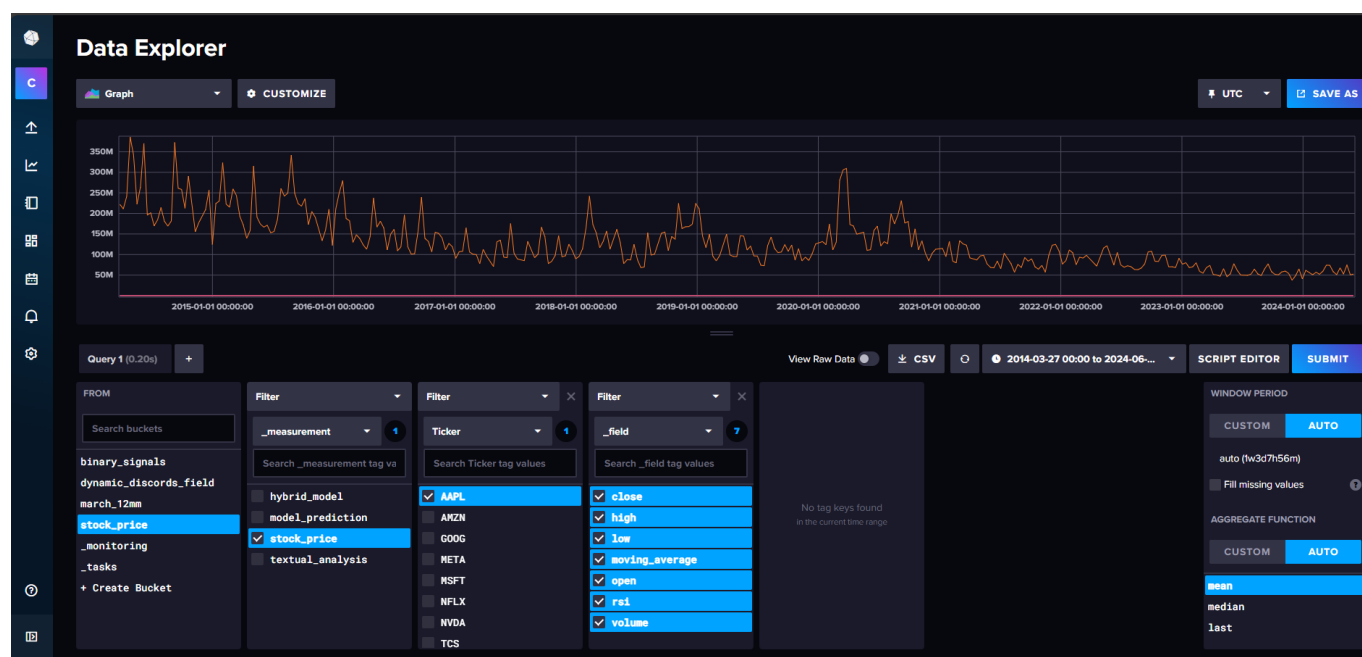 Data Explorer
C
Graph
CUSTOMIZE
UTC
SAVE AS
350M
300M
250M
200M
150M
100M
50M
2015-01-01 00:00:00
2016-01-01 00:00:00
2017-01-01 00:00:00
2018-01-01 00:00:00
2019-01-01 00:00:00
2020-01-01 00:00:00
2021-01-01 00:00:00
2022-01-01 00:00:00
2023-01-01 00:00:00
2024-01-01 00:00:00
Query 1 (0.20s)
+
View Raw Data
CSV
2014-03-27 00:00 to 2024-06-...
SCRIPT EDITOR
SUBMIT
FROM
Search buckets
binary_signals
dynamic_discords_field
march_12mm
stock_price
_monitoring
_tasks
+ Create Bucket
Filter
_measurement
1
Search _measurement tag va
hybrid_model
model_prediction
stock_price
textual_analysis
Filter
Ticker
1
Search Ticker tag values
AAPL
AMZN
GOOG
META
MSFT
NFLX
NVDA
TCS
Filter
_field
7
Search _field tag values
close
high
low
moving_average
open
rsi
volume
No tag keys found
in the current time range
WINDOW PERIOD
CUSTOM
AUTO
auto (1w3d7h56m)
Fill missing values
?
AGGREGATE FUNCTION
CUSTOM
AUTO
mean
median
last